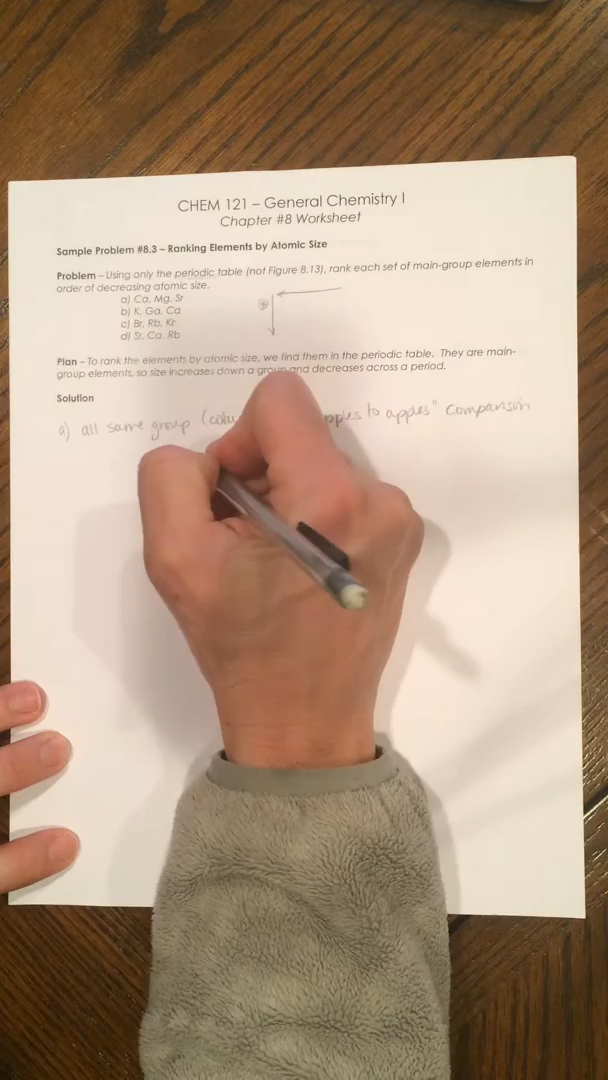 CHEM 121 – General Chemistry I
Chapter #8 Worksheet
Sample Problem #8.3 – Ranking Elements by Atomic Size
Problem – Using only the periodic table (not Figure 8.13), rank each set of main-group elements in
order of decreasing atomic size.
a) Ca, Mg, Sr
b) K, Ga, Ca
c) Br, Rb, Kr
d) Sr, Ca, Rb
Plan – To rank the elements by atomic size, we find them in the periodic table. They are main-
group elements, so size increases down a group and decreases across a period.
Solution
a) all same group to apples" comparison